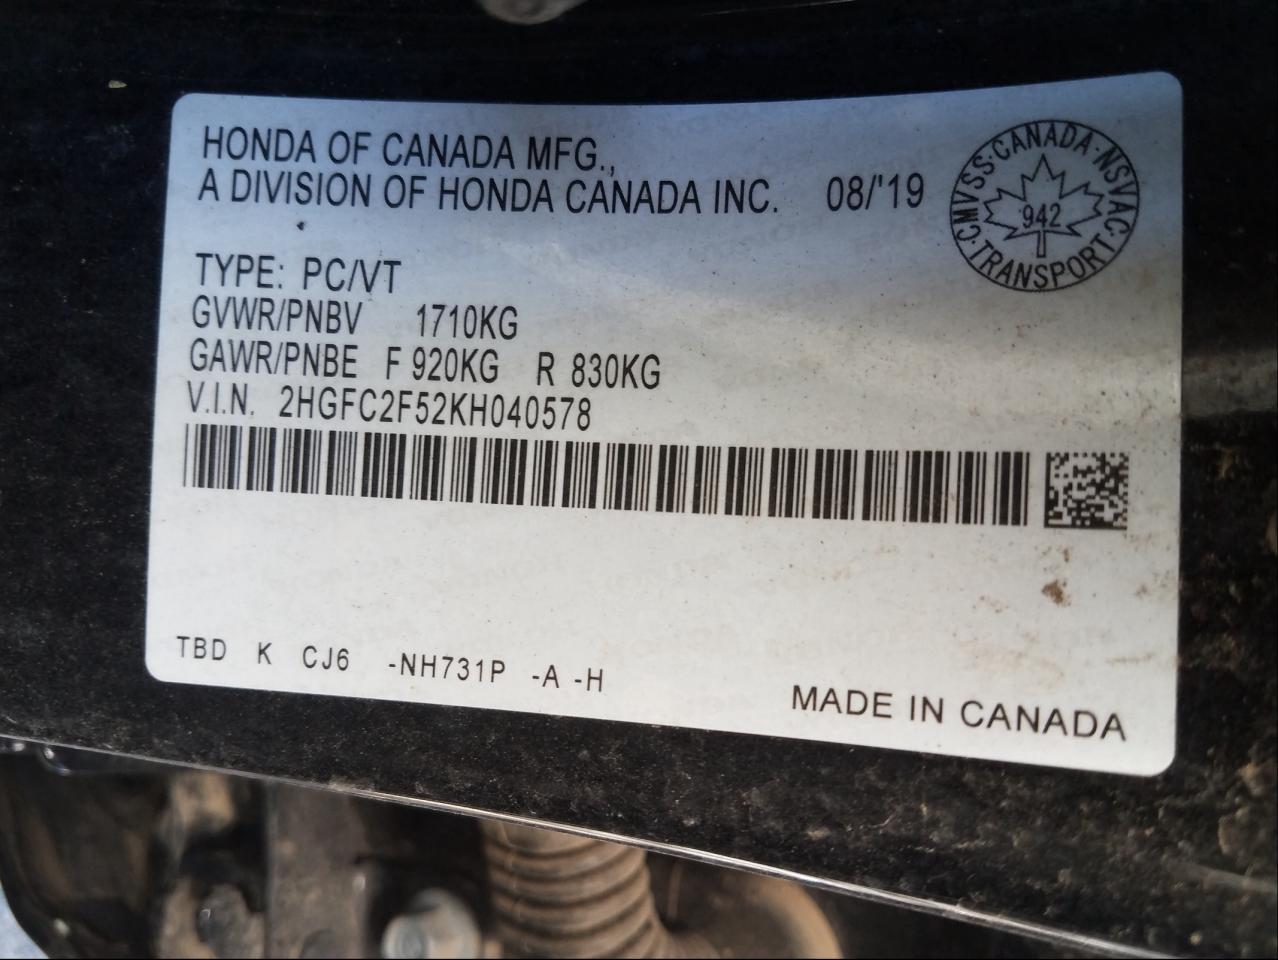 HONDA OF CANADA MFG.,
A DIVISION OF HONDA CANADA INC. 08/'19
CMVSS·CANADA·NSVAC·TRANSPORT·
942
TYPE: PC/VT
GVWR/PNBV 1710KG
GAWR/PNBE F 920KG R 830KG
V.I.N. 2HGFC2F52KH040578
TBD K CJ6 -NH731P -A -H
MADE IN CANADA